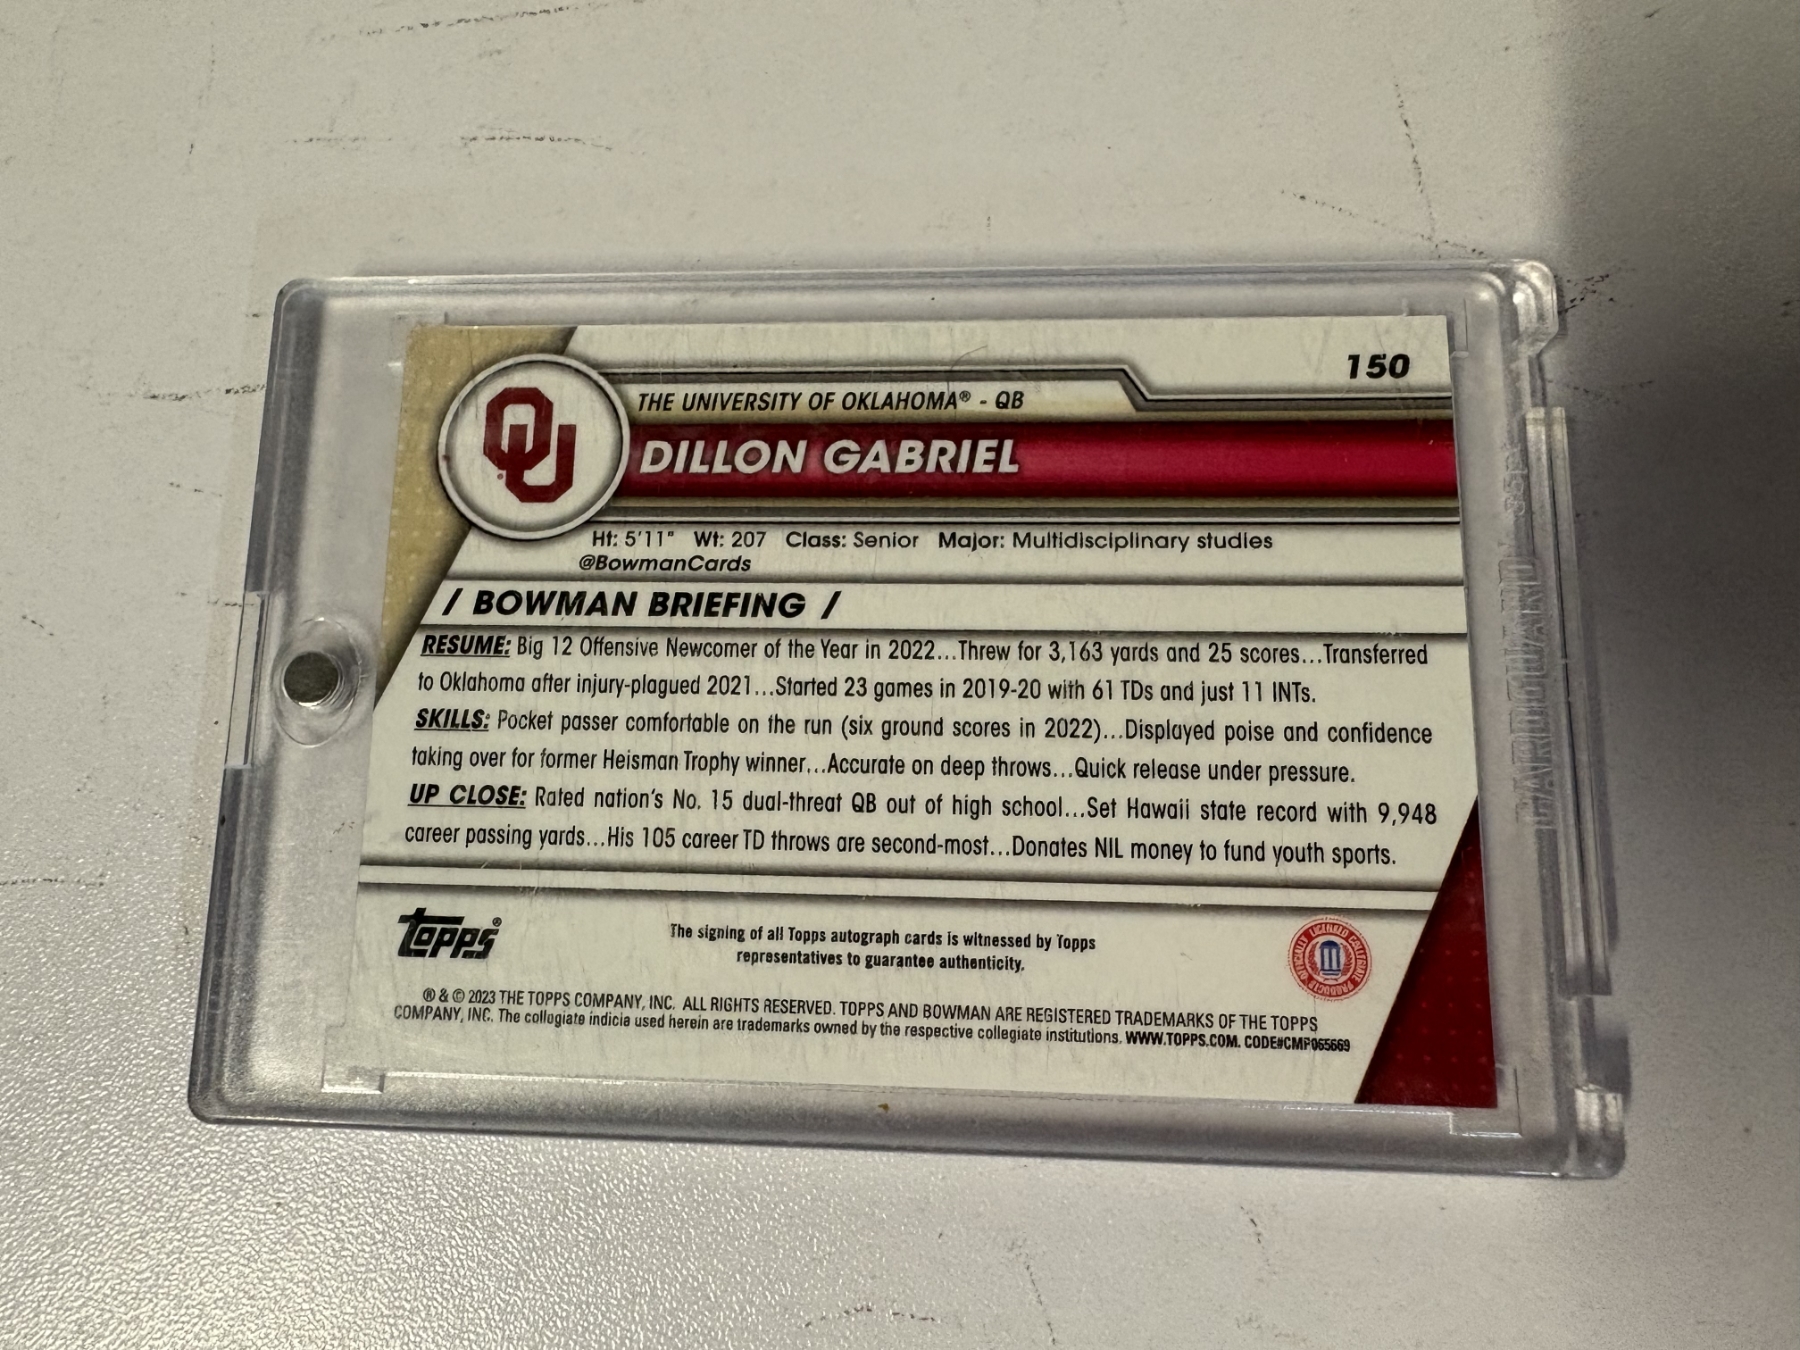 150
OU
THE UNIVERSITY OF OKLAHOMA® - QB
DILLON GABRIEL
Ht: 5'11" Wt: 207 Class: Senior Major: Multidisciplinary studies
@BowmanCards
/ BOWMAN BRIEFING /
RESUME: Big 12 Offensive Newcomer of the Year in 2022...Threw for 3,163 yards and 25 scores...Transferred
to Oklahoma after injury-plagued 2021...Started 23 games in 2019-20 with 61 TDs and just 11 INTs.
SKILLS: Pocket passer comfortable on the run (six ground scores in 2022)...Displayed poise and confidence
taking over for former Heisman Trophy winner...Accurate on deep throws...Quick release under pressure.
UP CLOSE: Rated nation's No. 15 dual-threat QB out of high school...Set Hawaii state record with 9,948
career passing yards...His 105 career TD throws are second-most...Donates NIL money to fund youth sports.
topps®
The signing of all Topps autograph cards is witnessed by Topps
representatives to guarantee authenticity.
OFFICIALLY LICENSED COLLEGIATE PRODUCTS
® & © 2023 THE TOPPS COMPANY, INC. ALL RIGHTS RESERVED. TOPPS AND BOWMAN ARE REGISTERED TRADEMARKS OF THE TOPPS
COMPANY, INC. The collegiate indicia used herein are trademarks owned by the respective collegiate institutions. WWW.TOPPS.COM. CODE#CMP065669
CARDBOARD